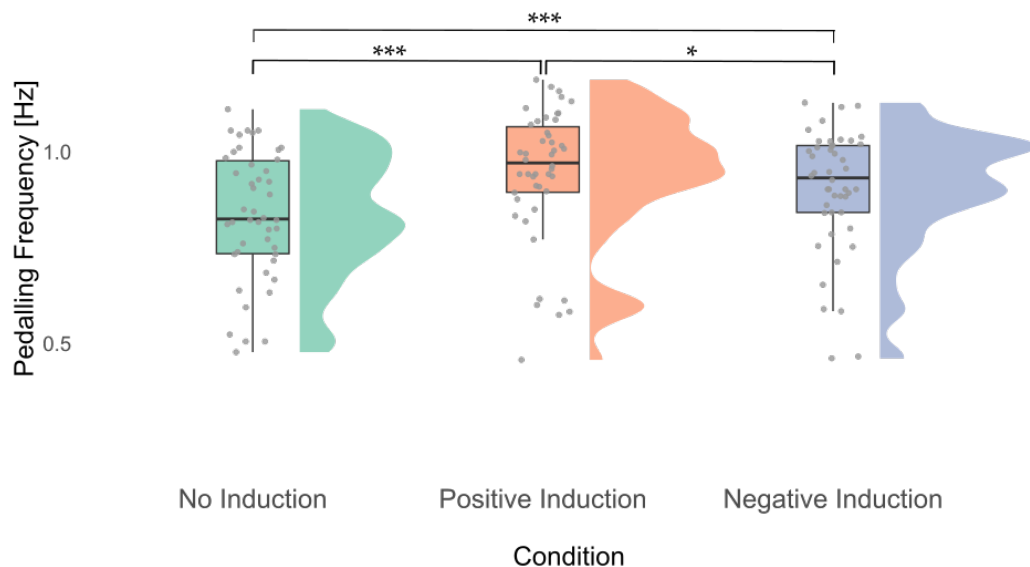 ***
*** *
Pedalling Frequency [Hz]
1.0
0.5
No Induction Positive Induction Negative Induction
Condition